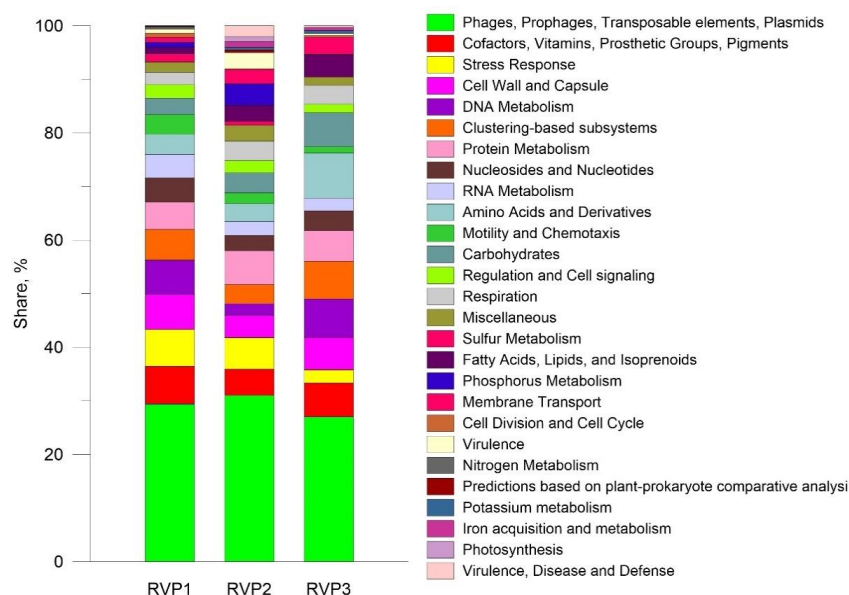 100
80
60
40
20
0
Share, %
RVP1 RVP2 RVP3
Phages, Prophages, Transposable elements, Plasmids
Cofactors, Vitamins, Prosthetic Groups, Pigments
Stress Response
Cell Wall and Capsule
DNA Metabolism
Clustering-based subsystems
Protein Metabolism
Nucleosides and Nucleotides
RNA Metabolism
Amino Acids and Derivatives
Motility and Chemotaxis
Carbohydrates
Regulation and Cell signaling
Respiration
Miscellaneous
Sulfur Metabolism
Fatty Acids, Lipids, and Isoprenoids
Phosphorus Metabolism
Membrane Transport
Cell Division and Cell Cycle
Virulence
Nitrogen Metabolism
Predictions based on plant-prokaryote comparative analysi
Potassium metabolism
Iron acquisition and metabolism
Photosynthesis
Virulence, Disease and Defense